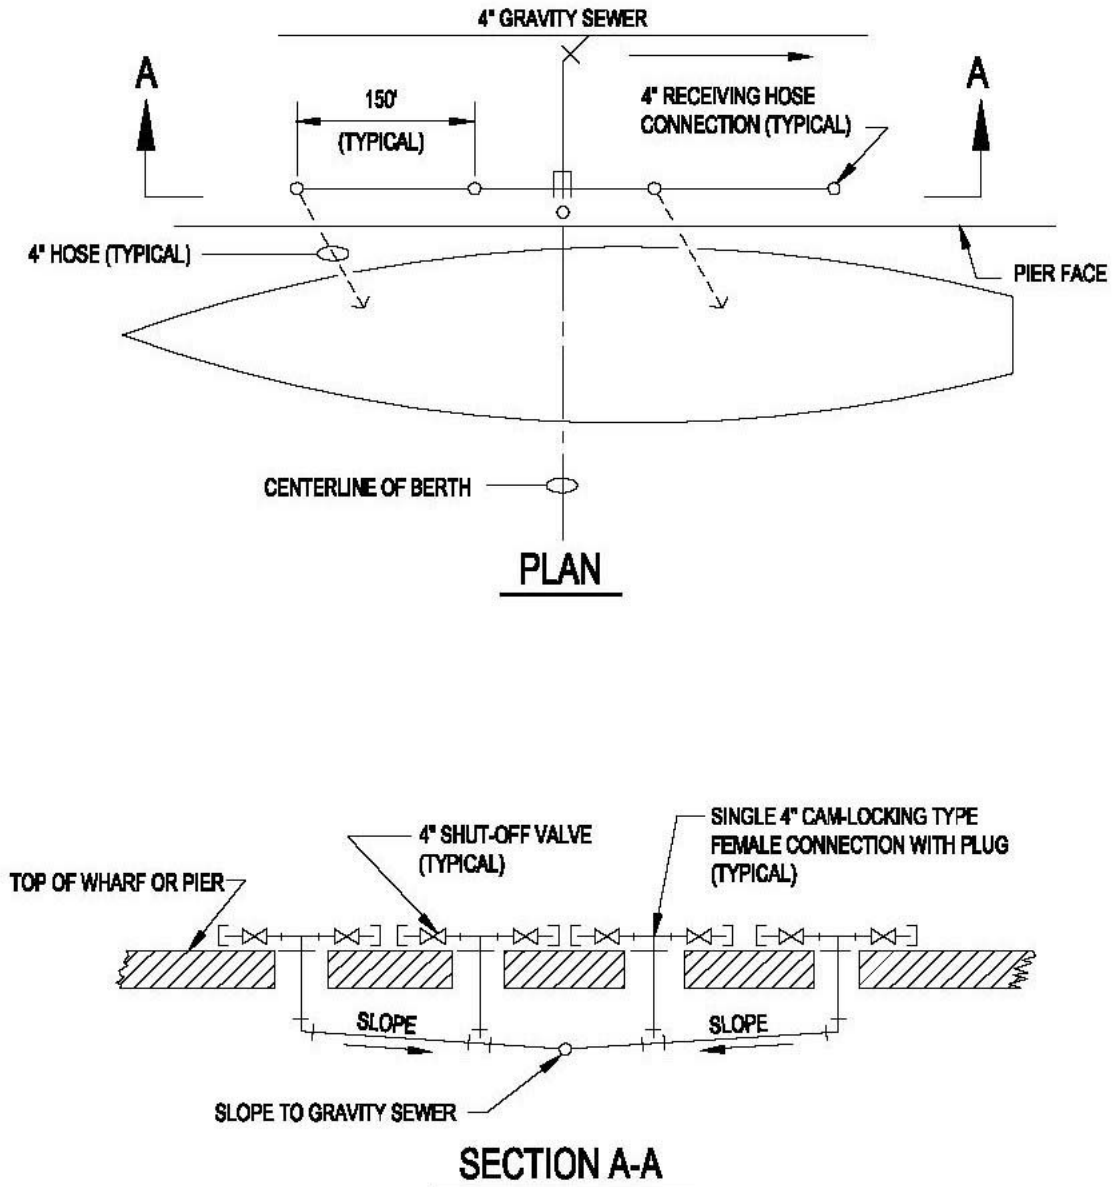 4" GRAVITY SEWER
A
A
150'
(TYPICAL)
4" RECEIVING HOSE
CONNECTION (TYPICAL)
4" HOSE (TYPICAL)
PIER FACE
CENTERLINE OF BERTH
PLAN
4" SHUT-OFF VALVE
(TYPICAL)
SINGLE 4" CAM-LOCKING TYPE
FEMALE CONNECTION WITH PLUG
(TYPICAL)
TOP OF WHARF OR PIER
SLOPE
SLOPE
SLOPE TO GRAVITY SEWER
SECTION A-A